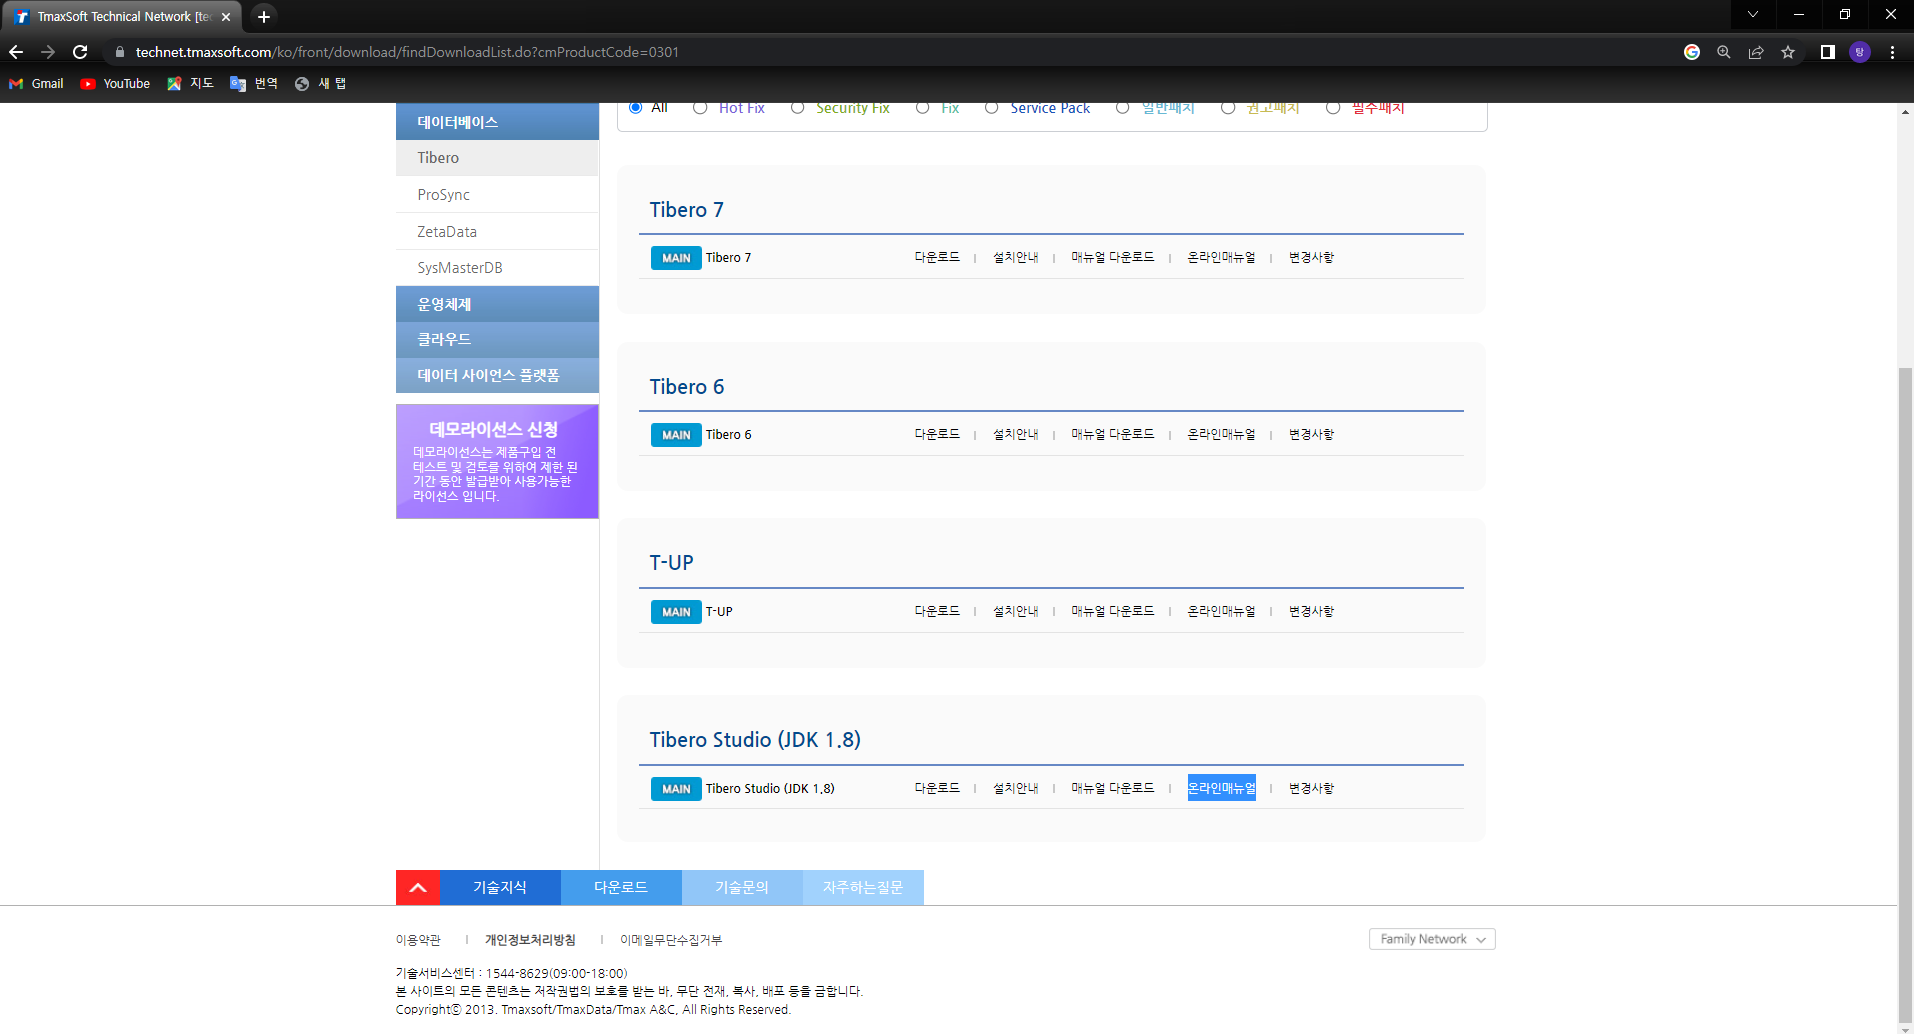 TmaxSoft Technical Network [te
technet.tmaxsoft.com/ko/front/download/findDownloadList.do?cmProductCode=0301
탕
Gmail YouTube 지도 번역 새 탭
All Hot Fix Security Fix Fix Service Pack 일반패치 권고패치 필수패치
데이터베이스
Tibero
ProSync
ZetaData
SysMasterDB
운영체제
클라우드
데이터 사이언스 플랫폼
데모라이선스 신청
데모라이선스는 제품구입 전
테스트 및 검토를 위하여 제한 된
기간 동안 발급받아 사용가능한
라이선스 입니다.
Tibero 7
MAIN Tibero 7 다운로드 | 설치안내 | 매뉴얼 다운로드 | 온라인매뉴얼 | 변경사항
Tibero 6
MAIN Tibero 6 다운로드 | 설치안내 | 매뉴얼 다운로드 | 온라인매뉴얼 | 변경사항
T-UP
MAIN T-UP 다운로드 | 설치안내 | 매뉴얼 다운로드 | 온라인매뉴얼 | 변경사항
Tibero Studio (JDK 1.8)
MAIN Tibero Studio (JDK 1.8) 다운로드 | 설치안내 | 매뉴얼 다운로드 | 온라인매뉴얼 | 변경사항
기술지식 다운로드 기술문의 자주하는질문
이용약관 | 개인정보처리방침 | 이메일무단수집거부
Family Network
기술서비스센터 : 1544-8629(09:00-18:00)
본 사이트의 모든 콘텐츠는 저작권법의 보호를 받는 바, 무단 전재, 복사, 배포 등을 금합니다.
Copyrightⓒ 2013. Tmaxsoft/TmaxData/Tmax A&C, All Rights Reserved.